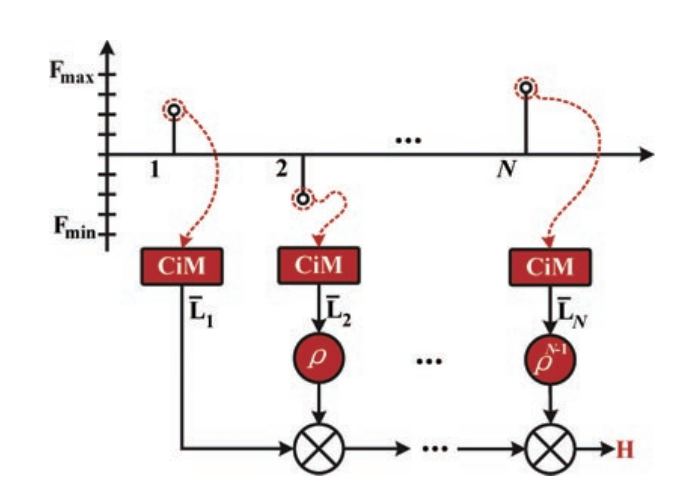 Fmax
...
1 2 N
Fmin
CiM CiM CiM
L̅1 L̅2 L̅N
ρ ... ρN-1
... H